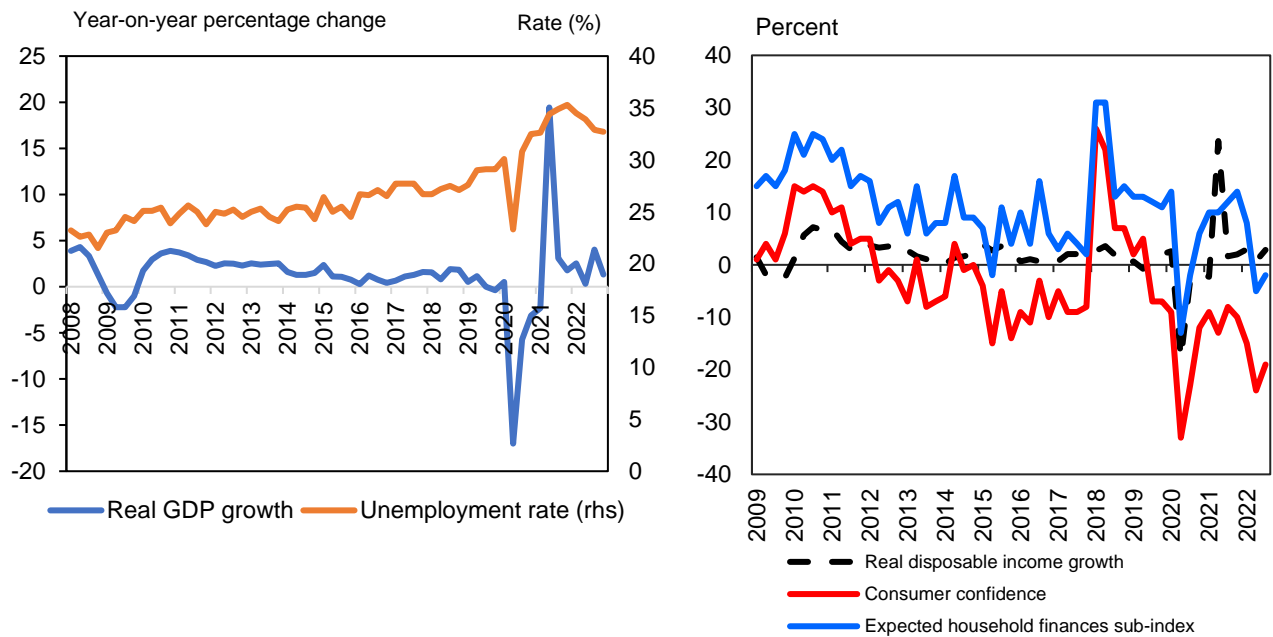 Year-on-year percentage change Rate (%)
25 40
20 35
15 30
10 25
5 20
0 15
-5 10
-10 5
-15 0
-20
2008 2009 2010 2011 2012 2013 2014 2015 2016 2017 2018 2019 2020 2021 2022
Real GDP growth Unemployment rate (rhs)
Percent
40
30
20
10
0
-10
-20
-30
-40
2009 2010 2011 2012 2013 2014 2015 2016 2017 2018 2019 2020 2021 2022
Real disposable income growth
Consumer confidence
Expected household finances sub-index